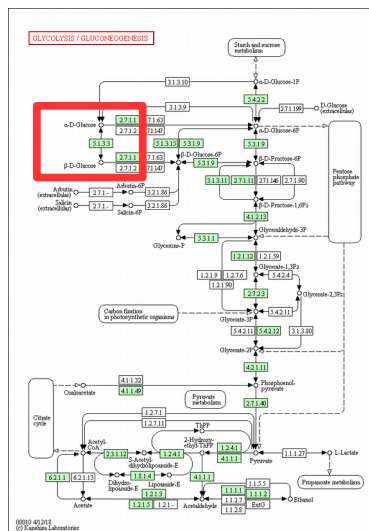 GLYCOLYSIS / GLUCONEOGENESIS
Starch and sucrose
metabolism
3.1.3.10
α-D-Glucose-1P
5.4.2.2
3.1.3.9
2.7.1.199
D-Glucose
(extracellular)
α-D-Glucose
2.7.1.1
2.7.1.63
2.7.1.2
2.7.1.147
α-D-Glucose-6P
5.1.3.3
5.1.3.15
5.3.1.9
5.3.1.9
Pentose
phosphate
pathway
β-D-Glucose-6P
β-D-Glucose
2.7.1.1
2.7.1.63
2.7.1.2
2.7.1.147
5.3.1.9
β-D-Fructose-6P
3.1.3.11
2.7.1.11
2.7.1.146
2.7.1.90
Arbutin
(extracellular)
2.7.1.-
Arbutin-6P
3.2.1.86
Salicin
(extracellular)
2.7.1.-
Salicin-6P
3.2.1.86
β-D-Fructose-1,6P2
4.1.2.13
Glyceraldehyde-3P
Glycerone-P
5.3.1.1
1.2.1.12
1.2.1.59
1.2.1.9
1.2.7.6
1.2.1.90
Glycerate-1,3P2
5.4.2.4
2.7.2.3
Glycerate-2,3P2
Carbon fixation
in photosynthetic organisms
Glycerate-3P
5.4.2.11
5.4.2.11
5.4.2.12
3.1.3.80
Glycerate-2P
4.2.1.11
4.1.1.32
4.1.1.49
Oxaloacetate
Phosphoenol-
pyruvate
Pyruvate
metabolism
2.7.1.40
Citrate
cycle
1.2.7.1
1.2.7.11
ThPP
Acetyl-
CoA
2.3.1.12
S-Acetyl-
dihydrolipoamide-E
1.2.4.1
2-Hydroxy-
ethyl-ThPP
1.2.4.1
4.1.1.1
Pyruvate
1.1.1.27
L-Lactate
Propanoate metabolism
Dihydro-
lipoamide-E
1.8.1.4
Lipoamide-E
6.2.1.1
6.2.1.13
1.2.1.3
4.1.1.1
Acetate
1.2.1.5
1.2.1.-
Acetaldehyde
1.1.1.1
1.1.1.2
1.1.5.5
1.1.2.7
1.1.2.8
EutG
Ethanol
00010 4/12/18
(c) Kanehisa Laboratories